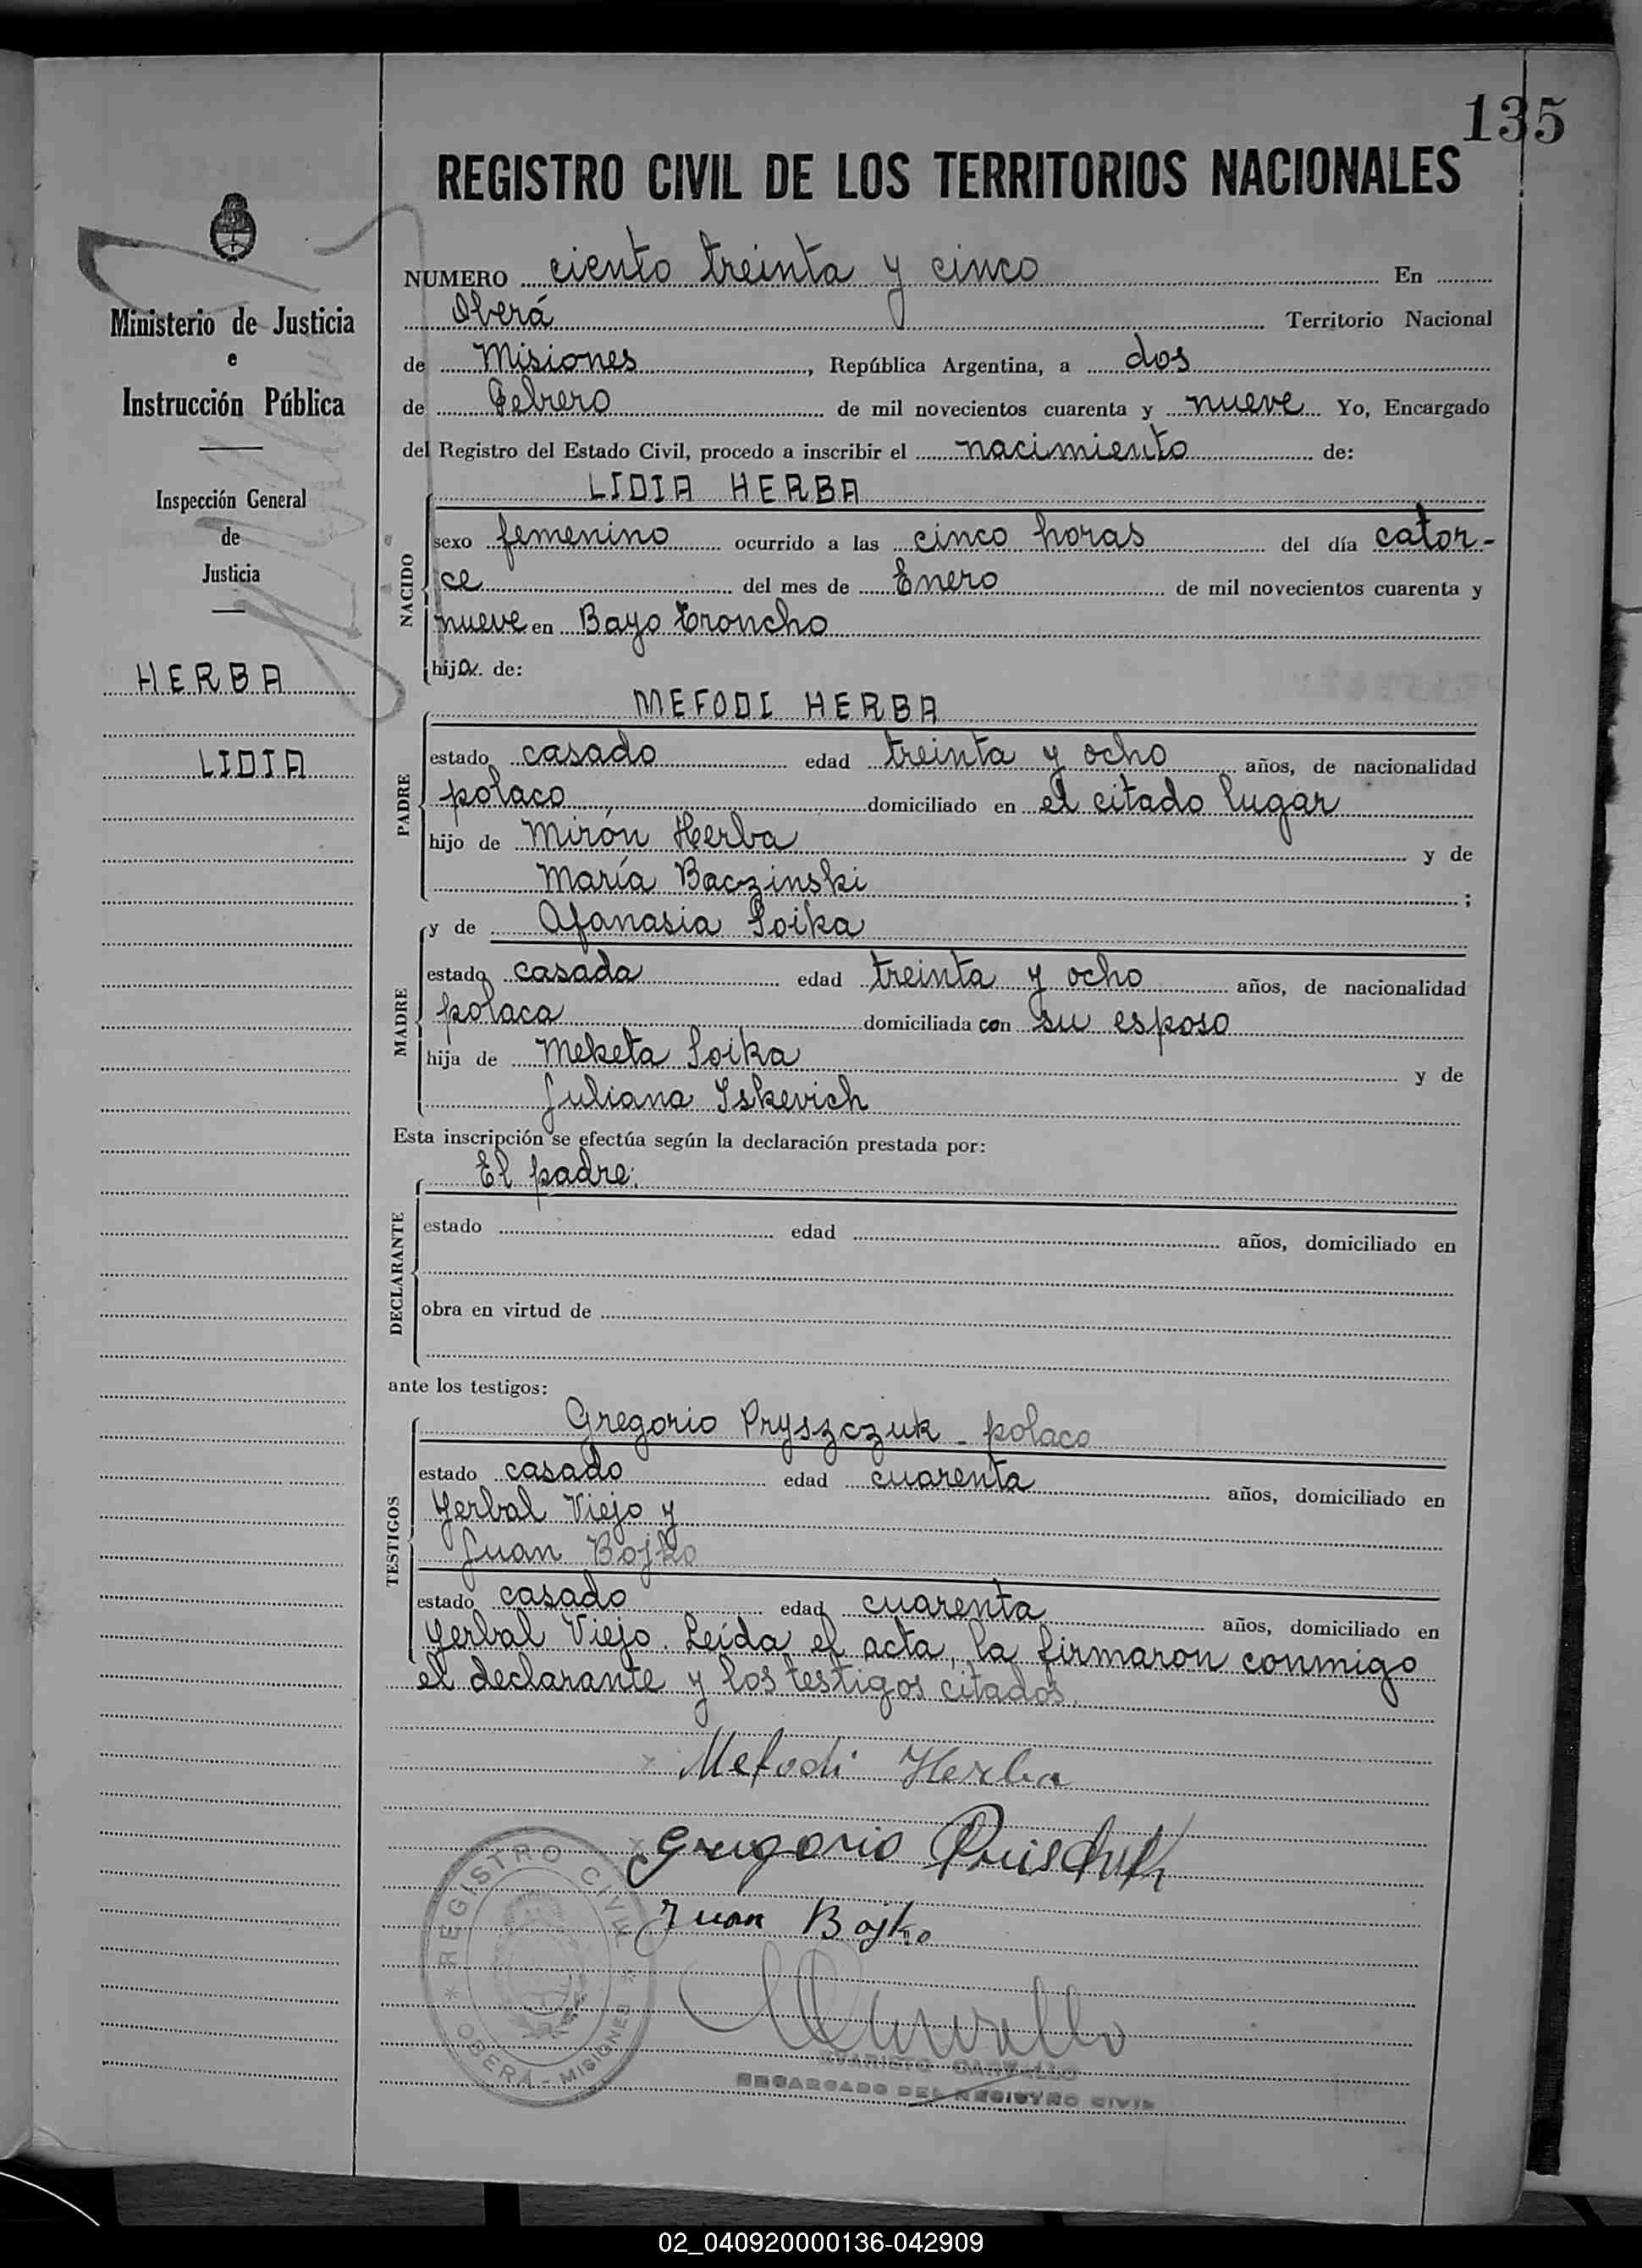 135
REGISTRO CIVIL DE LOS TERRITORIOS NACIONALES
Ministerio de Justicia
e
Instrucción Pública
Inspección General
de
Justicia
HERBA
LIDIA
NUMERO ciento treinta y cinco En
Oberá Territorio Nacional
de Misiones, República Argentina, a dos
de Febrero de mil novecientos cuarenta y nueve Yo, Encargado
del Registro del Estado Civil, procedo a inscribir el nacimiento de:
NACIDO
LIDIA HERBA
sexo femenino ocurrido a las cinco horas del día cator-
ce del mes de Enero de mil novecientos cuarenta y
nueve en Bayo Troncho
hija de:
PADRE
MEFODI HERBA
estado casado edad treinta y ocho años, de nacionalidad
polaco domiciliado en el citado lugar
hijo de Mirón Herba y de
María Baczinski ;
MADRE
y de Afanasia Soika
estado casada edad treinta y ocho años, de nacionalidad
polaca domiciliada con su esposo
hija de Meketa Soika y de
Juliana Iskevich
Esta inscripción se efectúa según la declaración prestada por:
DECLARANTE
El padre:
estado edad años, domiciliado en
obra en virtud de
ante los testigos:
TESTIGOS
Gregorio Pryszczuk - polaco
estado casado edad cuarenta años, domiciliado en
Yerbal Viejo y
Juan Bojko
estado casado edad cuarenta años, domiciliado en
Yerbal Viejo. Leída el acta, la firmaron conmigo
el declarante y los testigos citados.
x Mefodi Herba
x Gregorio
Juan Bojko
REGISTRO CIVIL
* OBERÁ - MISIONES *
EVARISTO CARVALLO
ENCARGADO DEL REGISTRO CIVIL
02_040920000136-042909